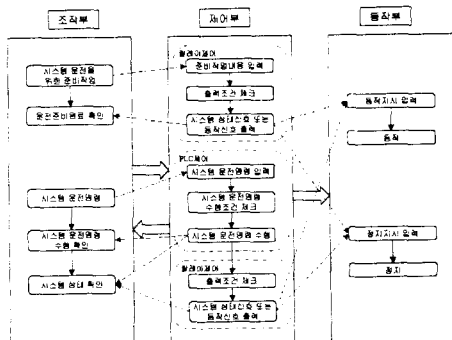 조작부
시스템 운전을
위한 준비작업
운전준비완료 확인
시스템 운전명령
시스템 운전명령
수행 확인
시스템 상태 확인
제어부
릴레이제어
준비작업내용 입력
출력조건 체크
시스템 상태신호 또는
동작신호 출력
PLC제어
시스템 운전명령 입력
시스템 운전명령
수행조건 체크
시스템 운전명령 수행
릴레이제어
출력조건 체크
시스템 상태신호 또는
동작신호 출력
동작부
동작지시 입력
동작
정지지시 입력
정지